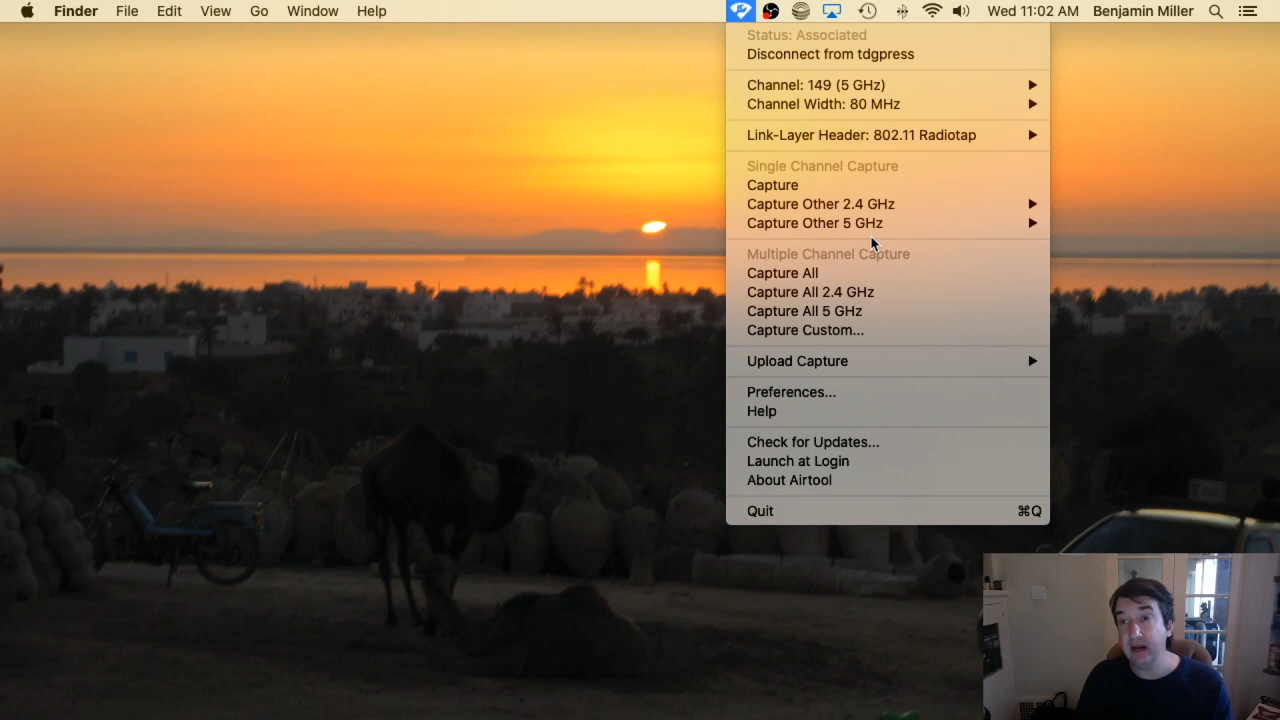 Finder File Edit View Go Window Help Wed 11:02 AM Benjamin Miller
Status: Associated
Disconnect from tdgpress
Channel: 149 (5 GHz)
Channel Width: 80 MHz
Link-Layer Header: 802.11 Radiotap
Single Channel Capture
Capture
Capture Other 2.4 GHz
Capture Other 5 GHz
Multiple Channel Capture
Capture All
Capture All 2.4 GHz
Capture All 5 GHz
Capture Custom...
Upload Capture
Preferences...
Help
Check for Updates...
Launch at Login
About Airtool
Quit ⌘Q